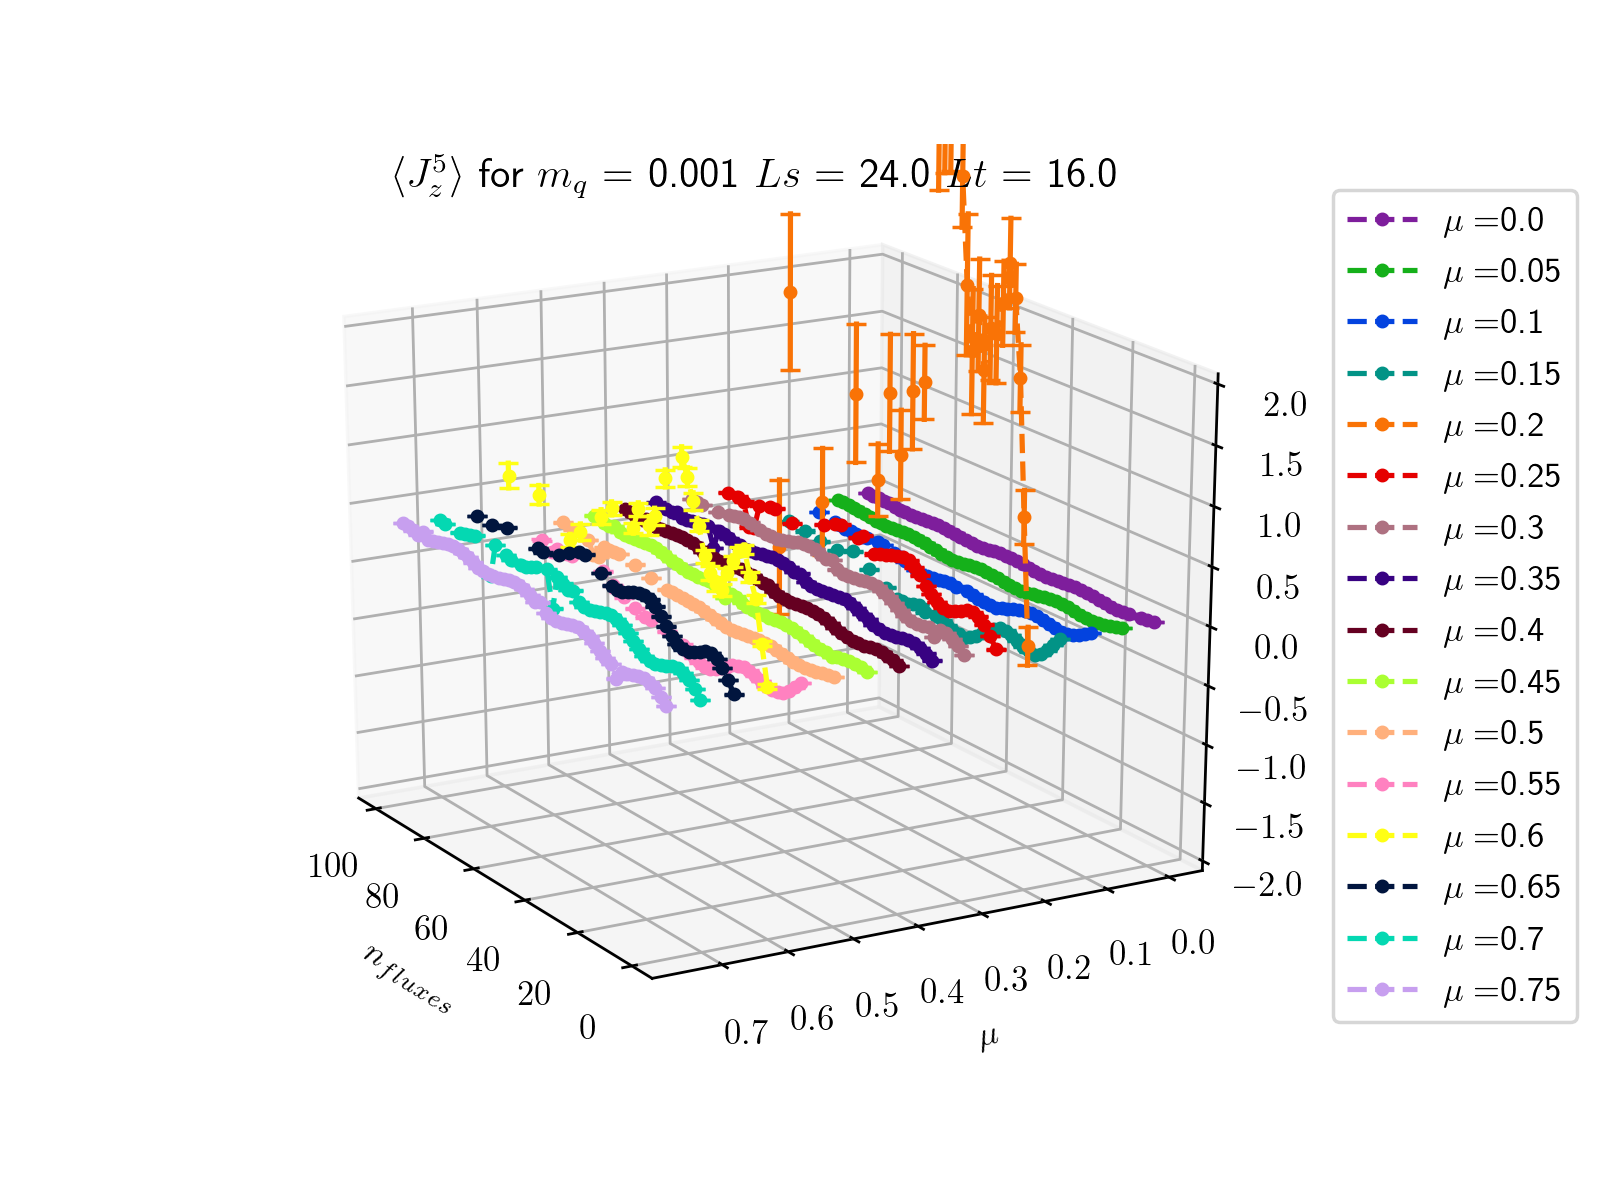 ⟨J_z^5⟩ for m_q = 0.001 Ls = 24.0 Lt = 16.0
μ =0.0
μ =0.05
μ =0.1
μ =0.15
μ =0.2
μ =0.25
μ =0.3
μ =0.35
μ =0.4
μ =0.45
μ =0.5
μ =0.55
μ =0.6
μ =0.65
μ =0.7
μ =0.75
2.0
1.5
1.0
0.5
0.0
−0.5
−1.0
−1.5
−2.0
100
80
60
40
20
0
n_fluxes
0.7
0.6
0.5
0.4
0.3
0.2
0.1
0.0
μ